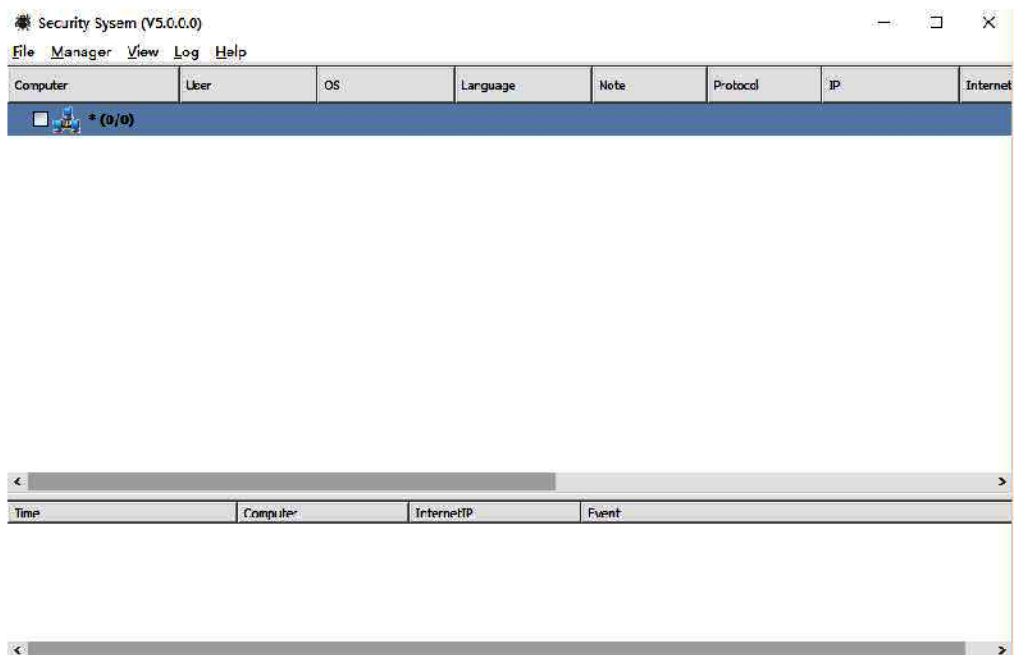 Security Sysem (V5.0.0.0)
File Manager View Log Help
Computer User OS Language Note Protocol IP Internet
* (0/0)
Time Computer InternetIP Event